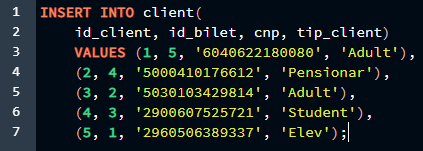 1 INSERT INTO client(
2 id_client, id_bilet, cnp, tip_client)
3 VALUES (1, 5, '6040622180080', 'Adult'),
4 (2, 4, '5000410176612', 'Pensionar'),
5 (3, 2, '5030103429814', 'Adult'),
6 (4, 3, '2900607525721', 'Student'),
7 (5, 1, '2960506389337', 'Elev');